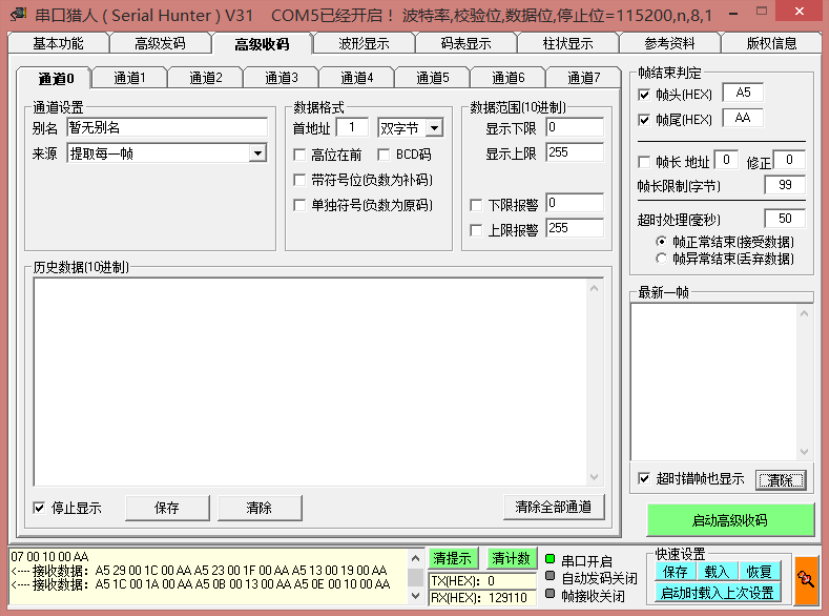 串口猎人 ( Serial Hunter ) V31 COM5已经开启！波特率,校验位,数据位,停止位=115200,n,8,1
基本功能 高级发码 高级收码 波形显示 码表显示 柱状显示 参考资料 版权信息
通道0 通道1 通道2 通道3 通道4 通道5 通道6 通道7
通道设置
别名 暂无别名
来源 提取每一帧
数据格式
首地址 1 双字节
高位在前 BCD码
带符号位(负数为补码)
单独符号(负数为原码)
数据范围(10进制)
显示下限 0
显示上限 255
下限报警 0
上限报警 255
帧结束判定
帧头(HEX) A5
帧尾(HEX) AA
帧长 地址 0 修正 0
帧长限制(字节) 99
超时处理(毫秒) 50
帧正常结束(接受数据)
帧异常结束(丢弃数据)
历史数据(10进制)
停止显示 保存 清除 清除全部通道
最新一帧
超时错帧也显示 清除
启动高级收码
07 00 10 00 AA
<--- 接收数据：A5 29 00 1C 00 AA A5 23 00 1F 00 AA A5 13 00 19 00 AA
<--- 接收数据：A5 1C 00 1A 00 AA A5 0B 00 13 00 AA A5 0E 00 10 00 AA
清提示 清计数
TX(HEX)：0
RX(HEX)：129110
串口开启
自动发码关闭
帧接收关闭
快速设置
保存 载入 恢复
启动时载入上次设置